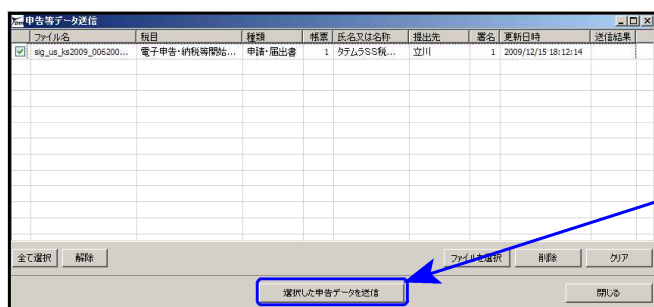 申告等データ送信
ファイル名 税目 種類 帳票 氏名又は名称 提出先 署名 更新日時 送信結果
sig_us_ks2009_006200... 電子申告・納税等開始... 申請・届出書 1 タテムラSS税... 立川 1 2009/12/15 18:12:14
全て選択 解除 ファイルを選択 削除 クリア
選択した申告データを送信 閉じる